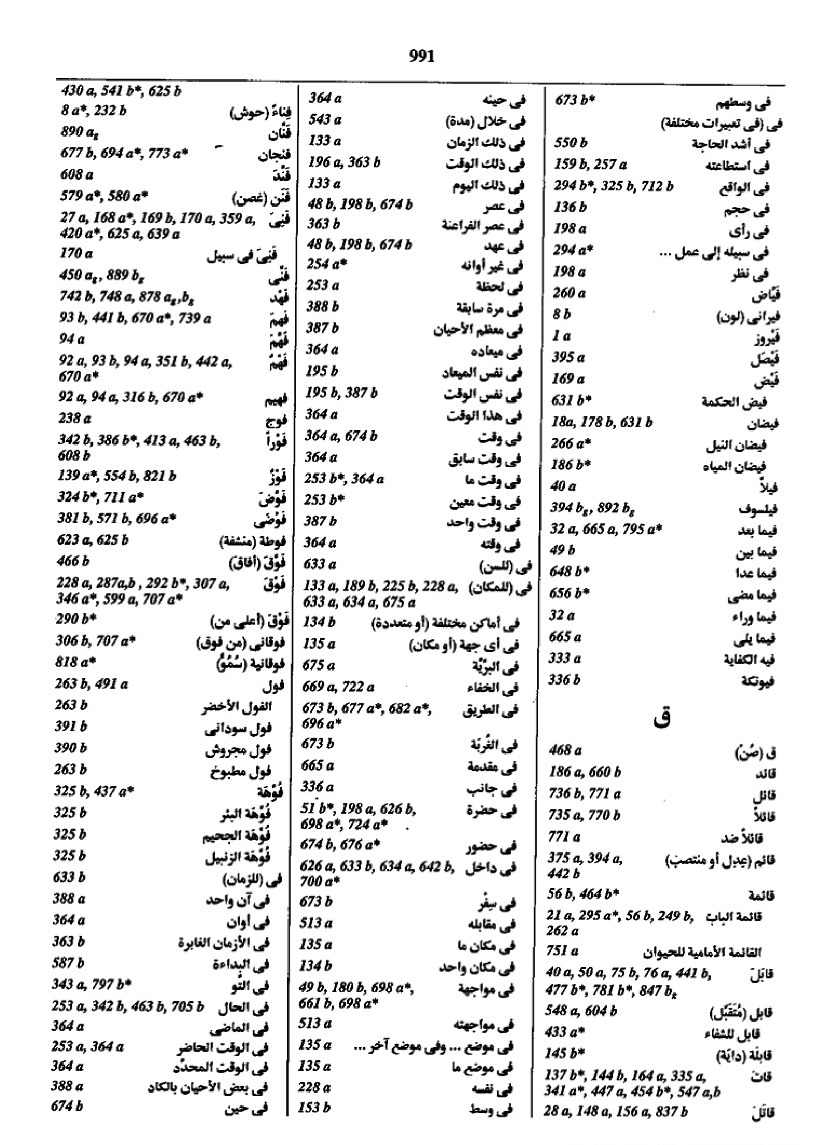 991
430 a, 541 b*, 625 b
فِناءً (حوش) 8 a*, 232 b
فَنَّان 890 ag
فنجان 677 b, 694 a*, 773 a*
فَنَّدَ 608 a
فَنَن (غصن) 579 a*, 580 a*
فَنِىَ 27 a, 168 a*, 169 b, 170 a, 359 a,
420 a*, 625 a, 639 a
فَنِىَ فى سبيل 170 a
فَنِّى 450 ag, 889 bg
فَهْد 742 b, 748 a, 878 ag,bg
فَهِمَ 93 b, 441 b, 670 a*, 739 a
فَهَّمَ 94 a
فَهْمٌ 92 a, 93 b, 94 a, 351 b, 442 a,
670 a*
فهيم 92 a, 94 a, 316 b, 670 a*
فوج 238 a
فَوْراً 342 b, 386 b*, 413 a, 463 b,
608 b
فَوْزٌ 139 a*, 554 b, 821 b
فَوَّضَ 324 b*, 711 a*
فَوْضَى 381 b, 571 b, 696 a*
فوطة (منشفة) 623 a, 625 b
فَوَّقَ (أفاقَ) 466 b
فَوْقَ 228 a, 287a,b , 292 b*, 307 a,
346 a*, 599 a, 707 a*
فَوْقَ (أعلى من) 290 b*
فوقانى (من فوق) 306 b, 707 a*
فوقانية (سُمُوٌّ) 818 a*
فول 263 b, 491 a
الفول الأخضر 263 b
فول سودانى 391 b
فول مجروش 390 b
فول مطبوخ 263 b
فُوَّهَة 325 b, 437 a*
فُوَّهَة البئر 325 b
فُوَّهَة الجحيم 325 b
فُوَّهَة الزنبيل 325 b
فى (للزمان) 633 b
فى آن واحد 388 a
فى أوان 364 a
فى الأزمان الغابرة 363 b
فى البداءة 587 b
فى التو 343 a, 797 b*
فى الحال 253 a, 342 b, 463 b, 705 b
فى الماضى 364 a
فى الوقت الحاضر 253 a, 364 a
فى الوقت المحدَّد 364 a
فى بعض الأحيان بالكاد 388 a
فى حين 674 b
فى حينه 364 a
فى خلال (مدة) 543 a
فى ذلك الزمان 133 a
فى ذلك الوقت 196 a, 363 b
فى ذلك اليوم 133 a
فى عصر 48 b, 198 b, 674 b
فى عصر الفراعنة 363 b
فى عهد 48 b, 198 b, 674 b
فى غير أوانه 254 a*
فى لحظة 253 a
فى مرة سابقة 388 b
فى معظم الأحيان 387 b
فى ميعاده 364 a
فى نفس الميعاد 195 b
فى نفس الوقت 195 b, 387 b
فى هذا الوقت 364 a
فى وقت 364 a, 674 b
فى وقت سابق 364 a
فى وقت ما 253 b*, 364 a
فى وقت معين 253 b*
فى وقت واحد 387 b
فى وقته 364 a
فى (للسن) 633 a
فى (للمكان) 133 a, 189 b, 225 b, 228 a,
633 a, 634 a, 675 a
فى أماكن مختلفة (أو متعددة) 134 b
فى أى جهة (أو مكان) 135 a
فى البرِّيَّة 675 a
فى الخفاء 669 a, 722 a
فى الطريق 673 b, 677 a*, 682 a*,
696 a*
فى الغُربَة 673 b
فى مقدمة 665 a
فى جانب 336 a
فى حضرة 51 b*, 198 a, 626 b,
698 a*, 724 a*
فى حضور 674 b, 676 a*
فى داخل 626 a, 633 b, 634 a, 642 b,
700 a*
فى سِفْر 673 b
فى مقابله 513 a
فى مكان ما 135 a
فى مكان واحد 134 b
فى مواجهة 49 b, 180 b, 698 a*,
661 b, 698 a*
فى مواجهته 513 a
فى موضع ... وفى موضع آخر ... 135 a
فى موضع ما 135 a
فى نفسه 228 a
فى وسط 153 b
فى وسطهم 673 b*
فى (فى تعبيرات مختلفة)
فى أشد الحاجة 550 b
فى استطاعته 159 b, 257 a
فى الواقع 294 b*, 325 b, 712 b
فى حجم 136 b
فى رأى 198 a
فى سبيله إلى عمل ... 294 a*
فى نظر 198 a
فَيَّاض 260 a
فيرانى (لون) 8 b
فَيْروز 1 a
فَيْصَل 395 a
فَيْض 169 a
فيض الحكمة 631 b*
فيضان 18a, 178 b, 631 b
فيضان النيل 266 a*
فيضان المياه 186 b*
فيلاً 40 a
فيلسوف 394 bg, 892 bg
فيما بعد 32 a, 665 a, 795 a*
فيما بين 49 b
فيما عدا 648 b*
فيما مضى 656 b*
فيما وراء 32 a
فيما يلى 665 a
فيه الكفاية 333 a
فيونكة 336 b
ق
ق (صُنْ) 468 a
قائد 186 a, 660 b
قائل 736 b, 771 a
قائلاً 735 a, 770 b
قائلاً ضد 771 a
قائم (عِدِل أو منتصب) 375 a, 394 a,
442 b
قائمة 56 b, 464 b*
قائمة الباب 21 a, 295 a*, 56 b, 249 b,
262 a
القائمة الأمامية للحيوان 751 a
قابَلَ 40 a, 50 a, 75 b, 76 a, 441 b,
477 b*, 781 b*, 847 bg
قابل (مُتَقَبِّل) 548 a, 604 b
قابل للشفاء 433 a*
قابلَة (دايَة) 145 b*
قاتَ 137 b*, 144 b, 164 a, 335 a,
341 a*, 447 a, 454 b*, 547 a,b
قاتَلَ 28 a, 148 a, 156 a, 837 b